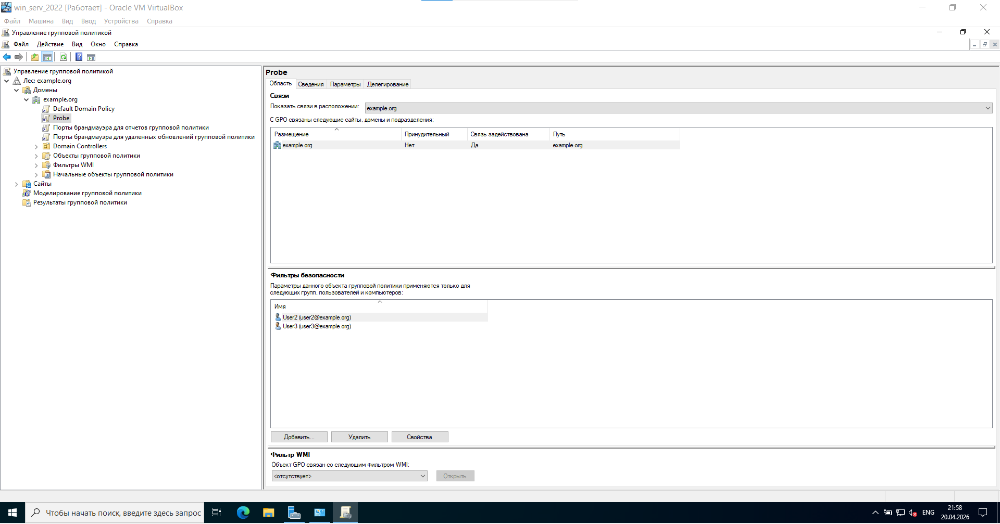 win_serv_2022 [Работает] - Oracle VM VirtualBox
Файл Машина Вид Ввод Устройства Справка
Управление групповой политикой
Файл Действие Вид Окно Справка
Управление групповой политикой
Лес: example.org
Домены
example.org
Default Domain Policy
Probe
Порты брандмауэра для отчетов групповой политики
Порты брандмауэра для удаленных обновлений групповой политики
Domain Controllers
Объекты групповой политики
Фильтры WMI
Начальные объекты групповой политики
Сайты
Моделирование групповой политики
Результаты групповой политики
Probe
Область Сведения Параметры Делегирование
Связи
Показать связи в расположении: example.org
С GPO связаны следующие сайты, домены и подразделения:
Размещение Принудительный Связь задействована Путь
example.org Нет Да example.org
Фильтры безопасности
Параметры данного объекта групповой политики применяются только для
следующих групп, пользователей и компьютеров:
Имя
User2 (user2@example.org)
User3 (user3@example.org)
Добавить... Удалить Свойства
Фильтр WMI
Объект GPO связан со следующим фильтром WMI:
<отсутствует> Открыть
Чтобы начать поиск, введите здесь запрос
ENG
21:58
20.04.2026